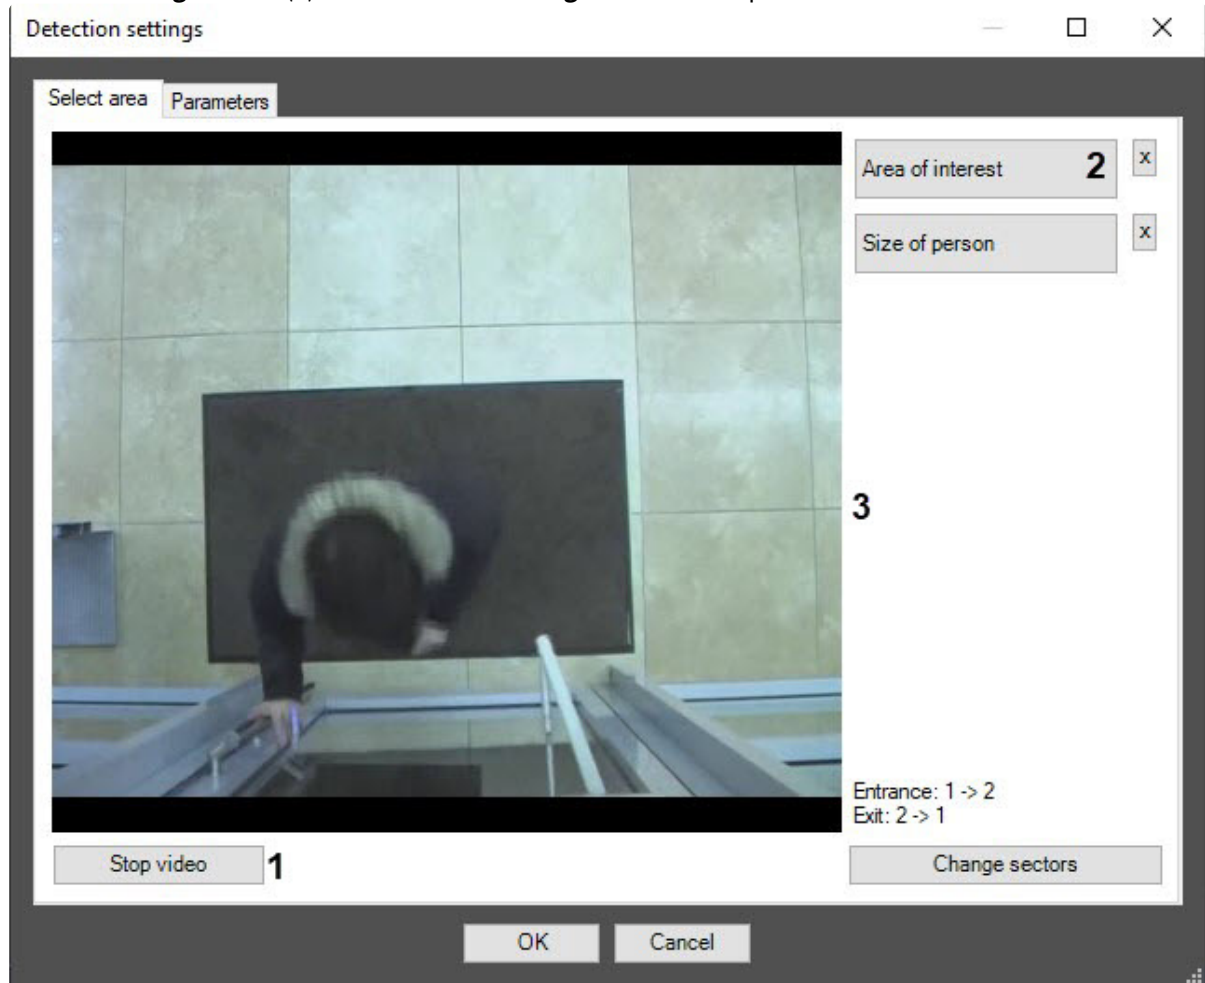 Detection settings
Select area Parameters
Area of interest 2 x
Size of person x
3
Entrance: 1 -> 2
Exit: 2 -> 1
Stop video 1 Change sectors
OK Cancel